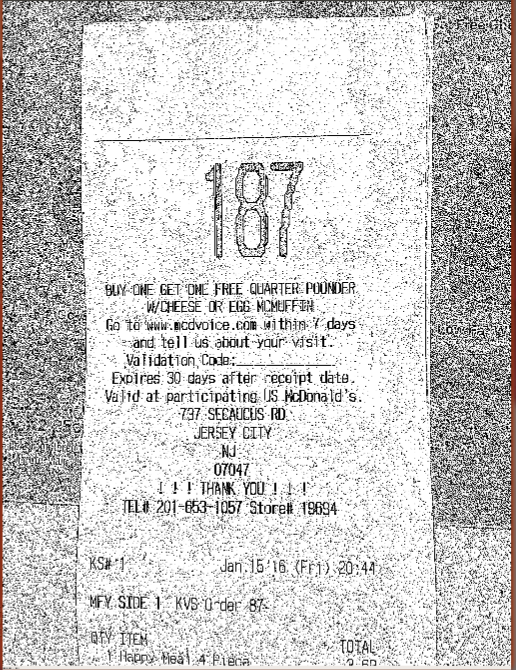 187
BUY ONE GET ONE FREE QUARTER POUNDER
W/CHEESE OR EGG MCMUFFIN
Go to www.mcdvoice.com within 7 days
and tell us about your visit.
Validation Code:____________
Expires 30 days after receipt date.
Valid at participating US McDonald's.
737 SECAUCUS RD
JERSEY CITY
NJ
07047
! ! ! THANK YOU ! ! !
TEL# 201-653-1057 Store# 19694
KS# 1 Jan.15'16 (Fri) 20:44
MFY SIDE 1 KVS Order 87
QTY ITEM TOTAL
1 Happy Meal 4 Piece